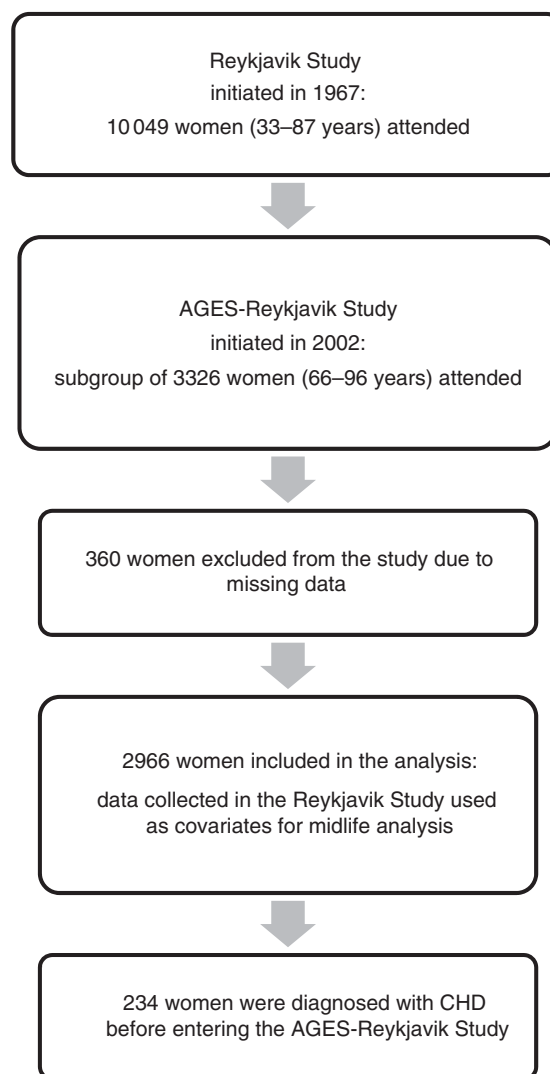 Reykjavik Study
initiated in 1967:
10 049 women (33–87 years) attended
AGES-Reykjavik Study
initiated in 2002:
subgroup of 3326 women (66–96 years) attended
360 women excluded from the study due to
missing data
2966 women included in the analysis:
data collected in the Reykjavik Study used
as covariates for midlife analysis
234 women were diagnosed with CHD
before entering the AGES-Reykjavik Study